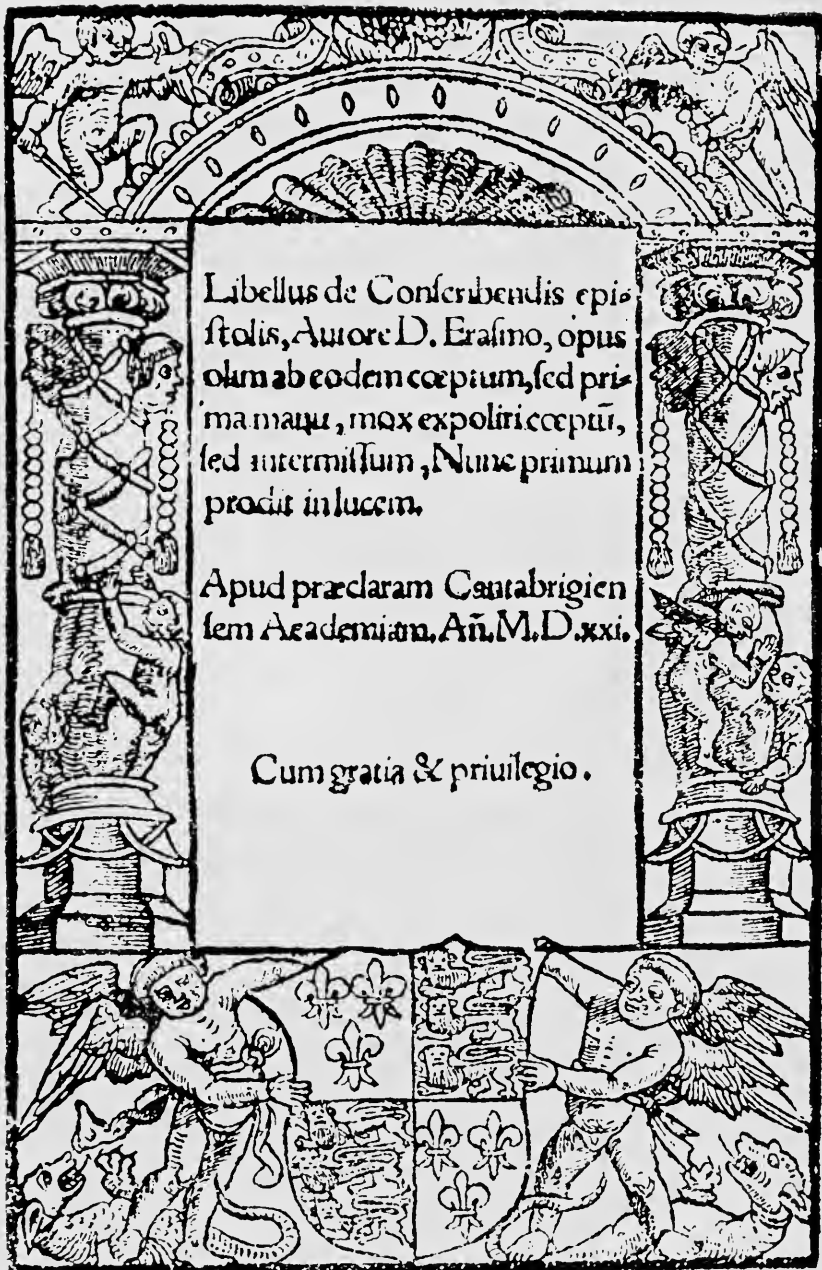 Libellus de Conſcribendis epi⸗
ſtolis, Autore D. Eraſmo, opus
olim ab eodem cœptum, ſed pri⸗
ma manu, mox expoliri cœptũ,
ſed intermiſſum, Nunc primum
prodit in lucem.
Apud præclaram Cantabrigien
ſem Academiam. Añ. M.D.xxi.
Cum gratia & priuilegio.